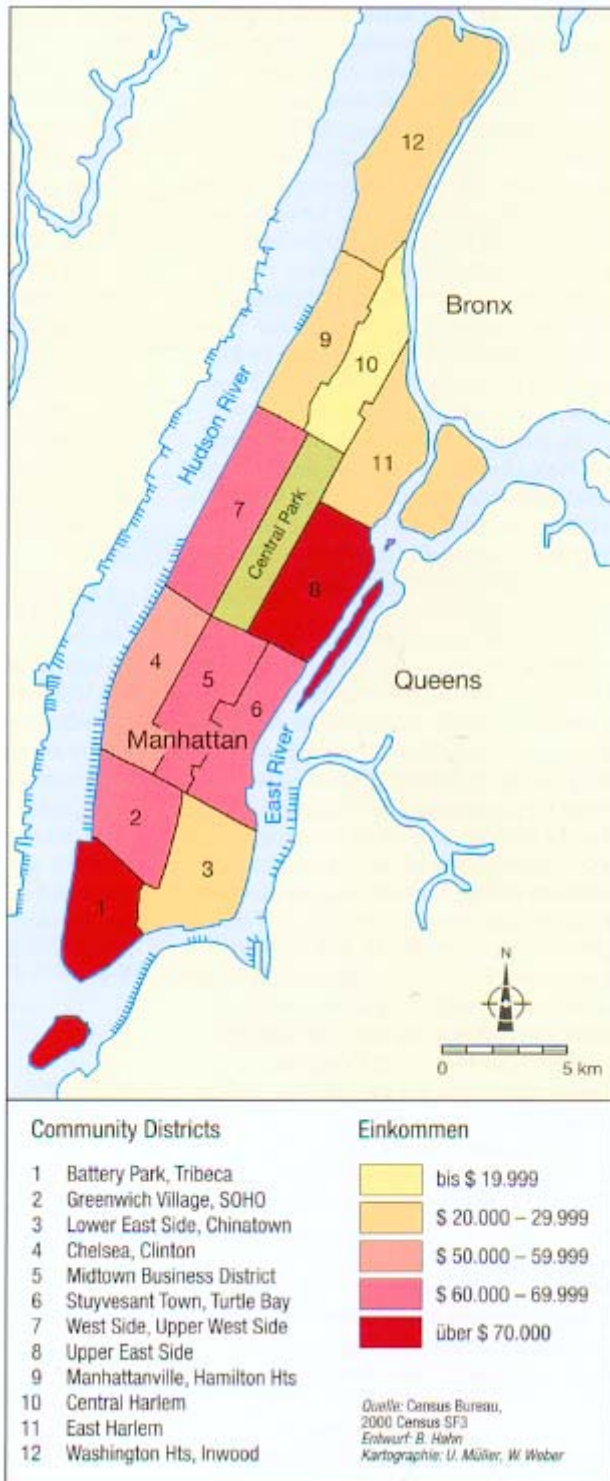 12
Bronx
9
10
Hudson River
11
7
Central Park
8
4
5
Queens
6
Manhattan
East River
2
3
1
N
0 5 km
Community Districts
1 Battery Park, Tribeca
2 Greenwich Village, SOHO
3 Lower East Side, Chinatown
4 Chelsea, Clinton
5 Midtown Business District
6 Stuyvesant Town, Turtle Bay
7 West Side, Upper West Side
8 Upper East Side
9 Manhattanville, Hamilton Hts
10 Central Harlem
11 East Harlem
12 Washington Hts, Inwood
Einkommen
bis $ 19.999
$ 20.000 – 29.999
$ 50.000 – 59.999
$ 60.000 – 69.999
über $ 70.000
Quelle: Census Bureau,
2000 Census SF3
Entwurf: B. Hahn
Kartographie: U. Müller, W. Weber